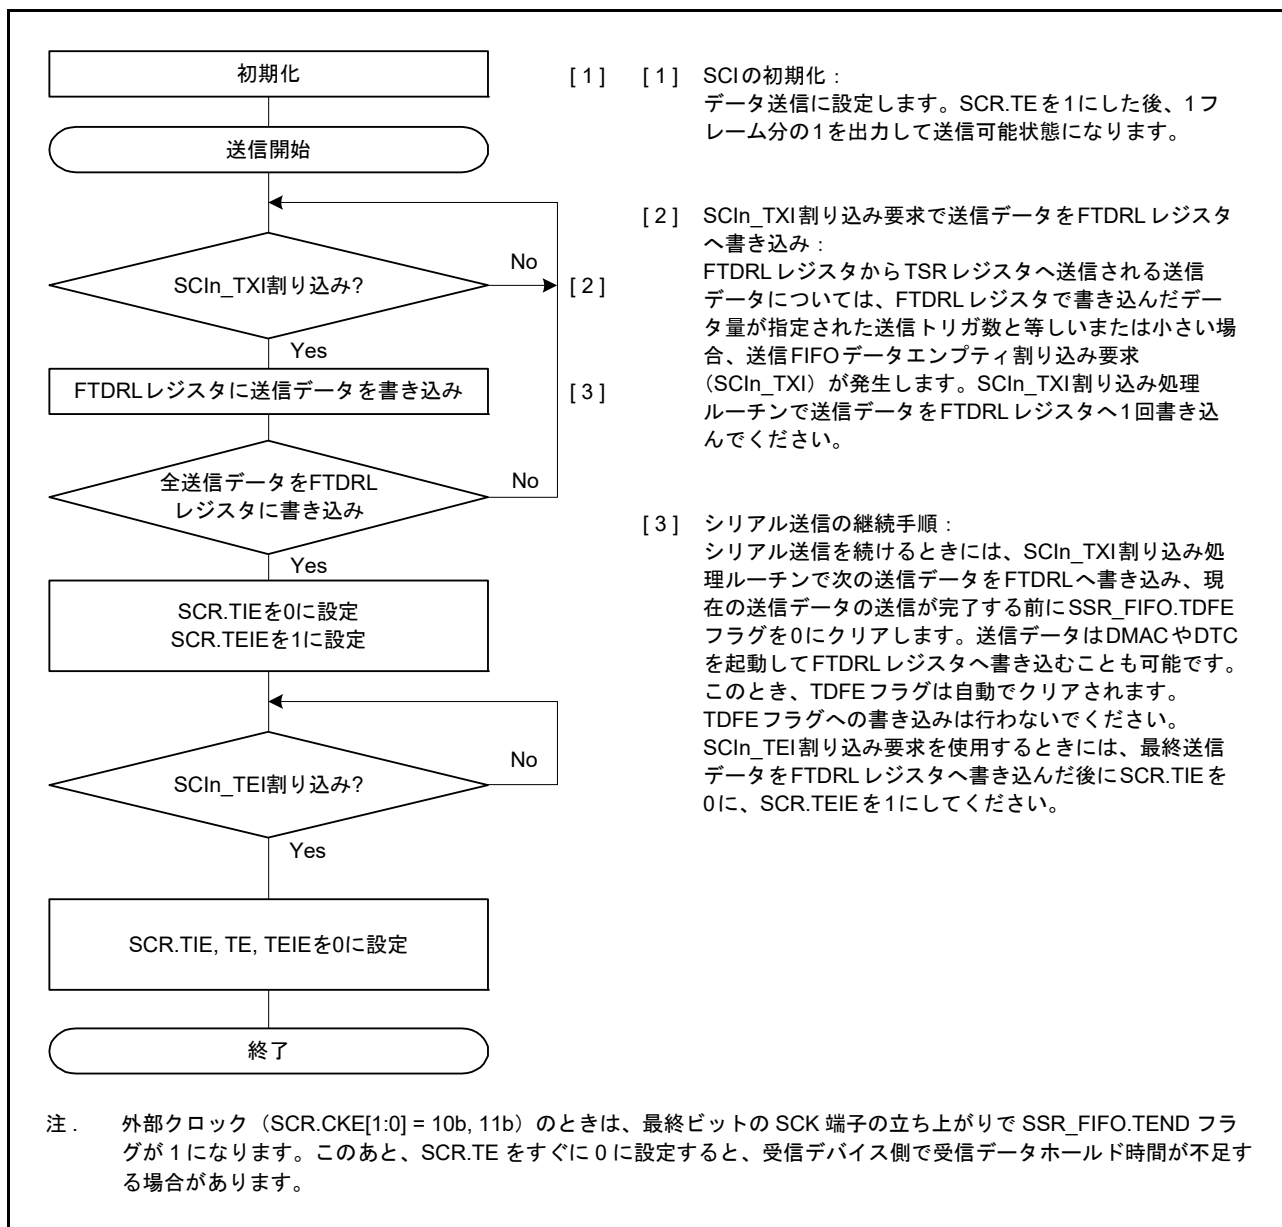 初期化
[ 1 ]
送信開始
SCIn_TXI割り込み?
No
[ 2 ]
Yes
FTDRLレジスタに送信データを書き込み
[ 3 ]
全送信データをFTDRL
レジスタに書き込み
No
Yes
SCR.TIEを0に設定
SCR.TEIEを1に設定
SCIn_TEI割り込み?
No
Yes
SCR.TIE, TE, TEIEを0に設定
終了
[ 1 ] SCIの初期化：
データ送信に設定します。SCR.TEを1にした後、1フ
レーム分の1を出力して送信可能状態になります。
[ 2 ] SCIn_TXI割り込み要求で送信データをFTDRLレジスタ
へ書き込み：
FTDRLレジスタからTSRレジスタへ送信される送信
データについては、FTDRLレジスタで書き込んだデー
タ量が指定された送信トリガ数と等しいまたは小さい場
合、送信FIFOデータエンプティ割り込み要求
（SCIn_TXI）が発生します。SCIn_TXI割り込み処理
ルーチンで送信データをFTDRLレジスタへ1回書き込
んでください。
[ 3 ] シリアル送信の継続手順：
シリアル送信を続けるときには、SCIn_TXI割り込み処
理ルーチンで次の送信データをFTDRLへ書き込み、現
在の送信データの送信が完了する前にSSR_FIFO.TDFE
フラグを0にクリアします。送信データはDMACやDTC
を起動してFTDRLレジスタへ書き込むことも可能です。
このとき、TDFEフラグは自動でクリアされます。
TDFEフラグへの書き込みは行わないでください。
SCIn_TEI割り込み要求を使用するときには、最終送信
データをFTDRLレジスタへ書き込んだ後にSCR.TIEを
0に、SCR.TEIEを1にしてください。
注． 外部クロック（SCR.CKE[1:0] = 10b, 11b）のときは、最終ビットの SCK 端子の立ち上がりで SSR_FIFO.TEND フラ
グが 1 になります。このあと、SCR.TE をすぐに 0 に設定すると、受信デバイス側で受信データホールド時間が不足す
る場合があります。